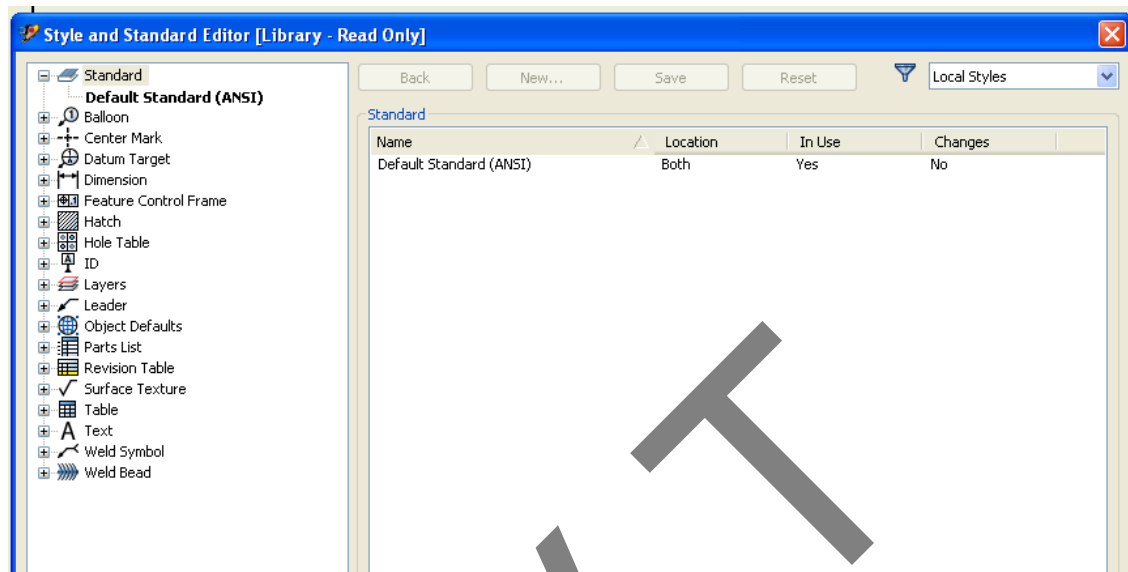 Style and Standard Editor [Library - Read Only]
Standard
Default Standard (ANSI)
Balloon
Center Mark
Datum Target
Dimension
Feature Control Frame
Hatch
Hole Table
ID
Layers
Leader
Object Defaults
Parts List
Revision Table
Surface Texture
Table
Text
Weld Symbol
Weld Bead
Back New... Save Reset Local Styles
Standard
Name Location In Use Changes
Default Standard (ANSI) Both Yes No
T